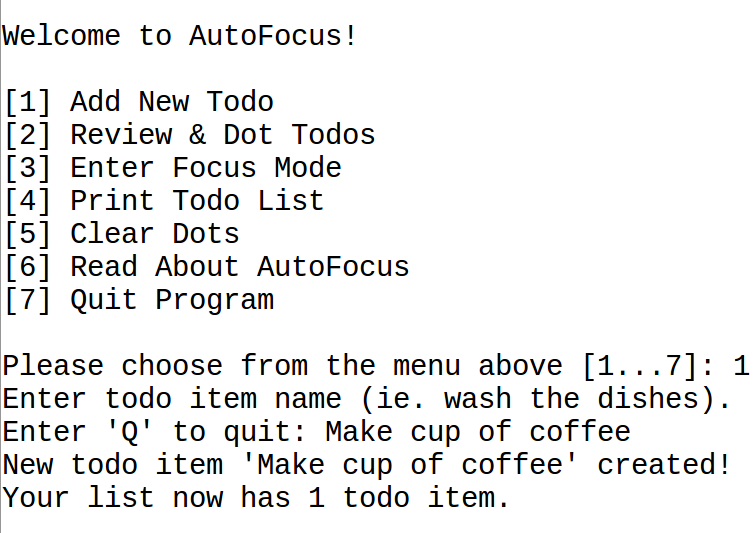 Welcome to AutoFocus!
[1] Add New Todo
[2] Review & Dot Todos
[3] Enter Focus Mode
[4] Print Todo List
[5] Clear Dots
[6] Read About AutoFocus
[7] Quit Program
Please choose from the menu above [1...7]: 1
Enter todo item name (ie. wash the dishes).
Enter 'Q' to quit: Make cup of coffee
New todo item 'Make cup of coffee' created!
Your list now has 1 todo item.